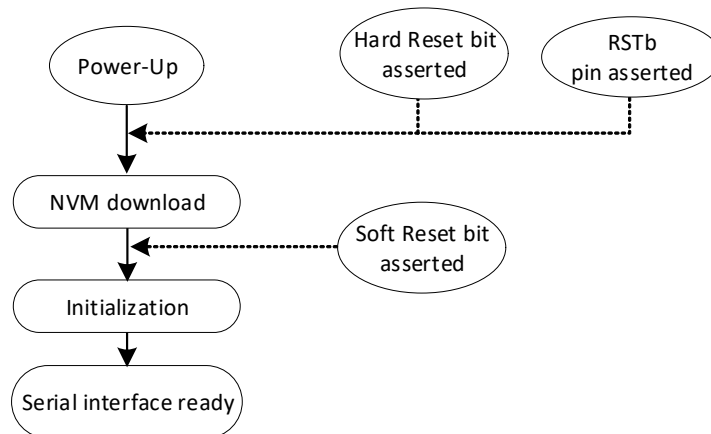 Power-Up
Hard Reset bit
asserted
RSTb
pin asserted
NVM download
Soft Reset bit
asserted
Initialization
Serial interface ready